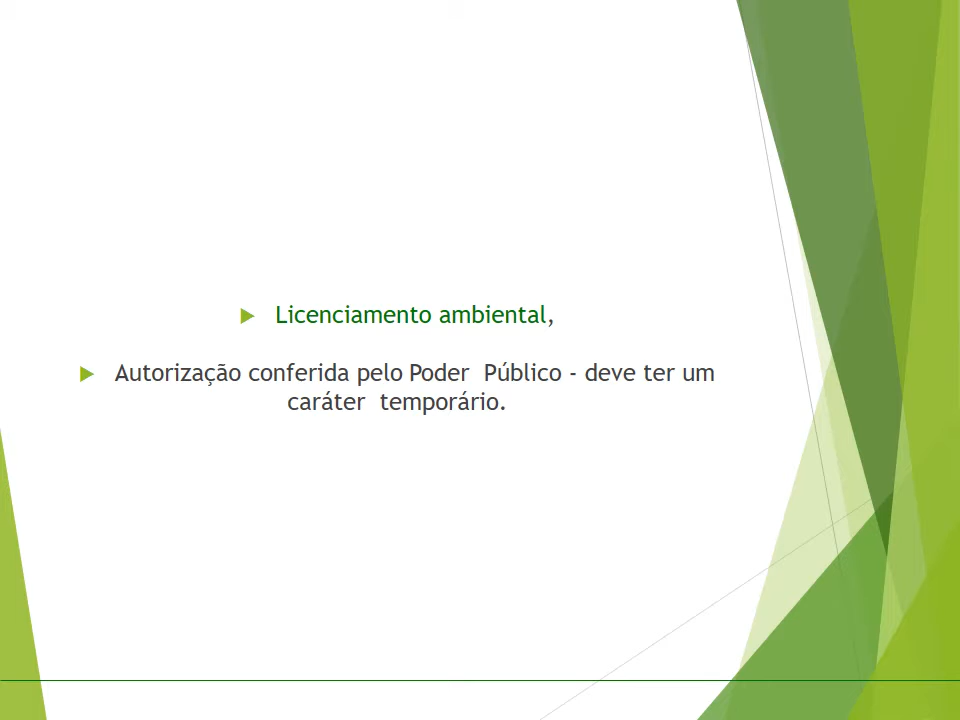 Licenciamento ambiental,
Autorização conferida pelo Poder  Público - deve ter um
caráter  temporário.